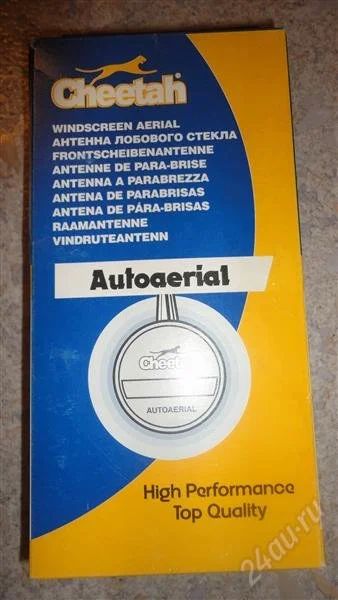 Cheetah
WINDSCREEN AERIAL
АНТЕННА ЛОБОВОГО СТЕКЛА
FRONTSCHEIBENANTENNE
ANTENNE DE PARA-BRISE
ANTENNA A PARABREZZA
ANTENA DE PARABRISAS
ANTENA DE PÁRA-BRISAS
RAAMANTENNE
VINDRUTEANTENN
Autoaerial
Cheetah
AUTOAERIAL
High Performance
Top Quality
24au.ru